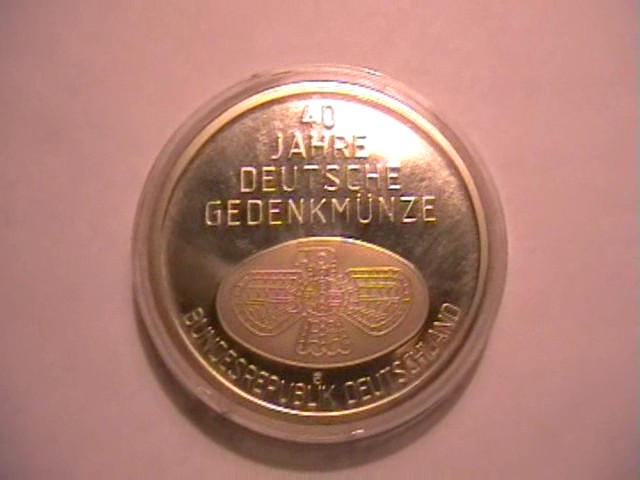 40
JAHRE
DEUTSCHE
GEDENKMÜNZE
BUNDESREPUBLIK DEUTSCHLAND